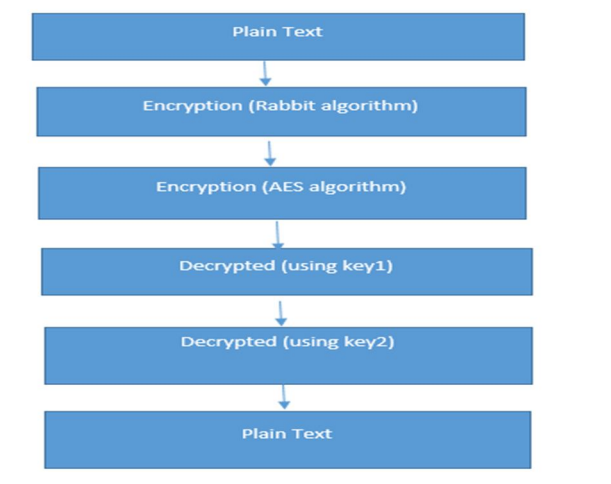 Plain Text
Encryption (Rabbit algorithm)
Encryption (AES algorithm)
Decrypted (using key1)
Decrypted (using key2)
Plain Text